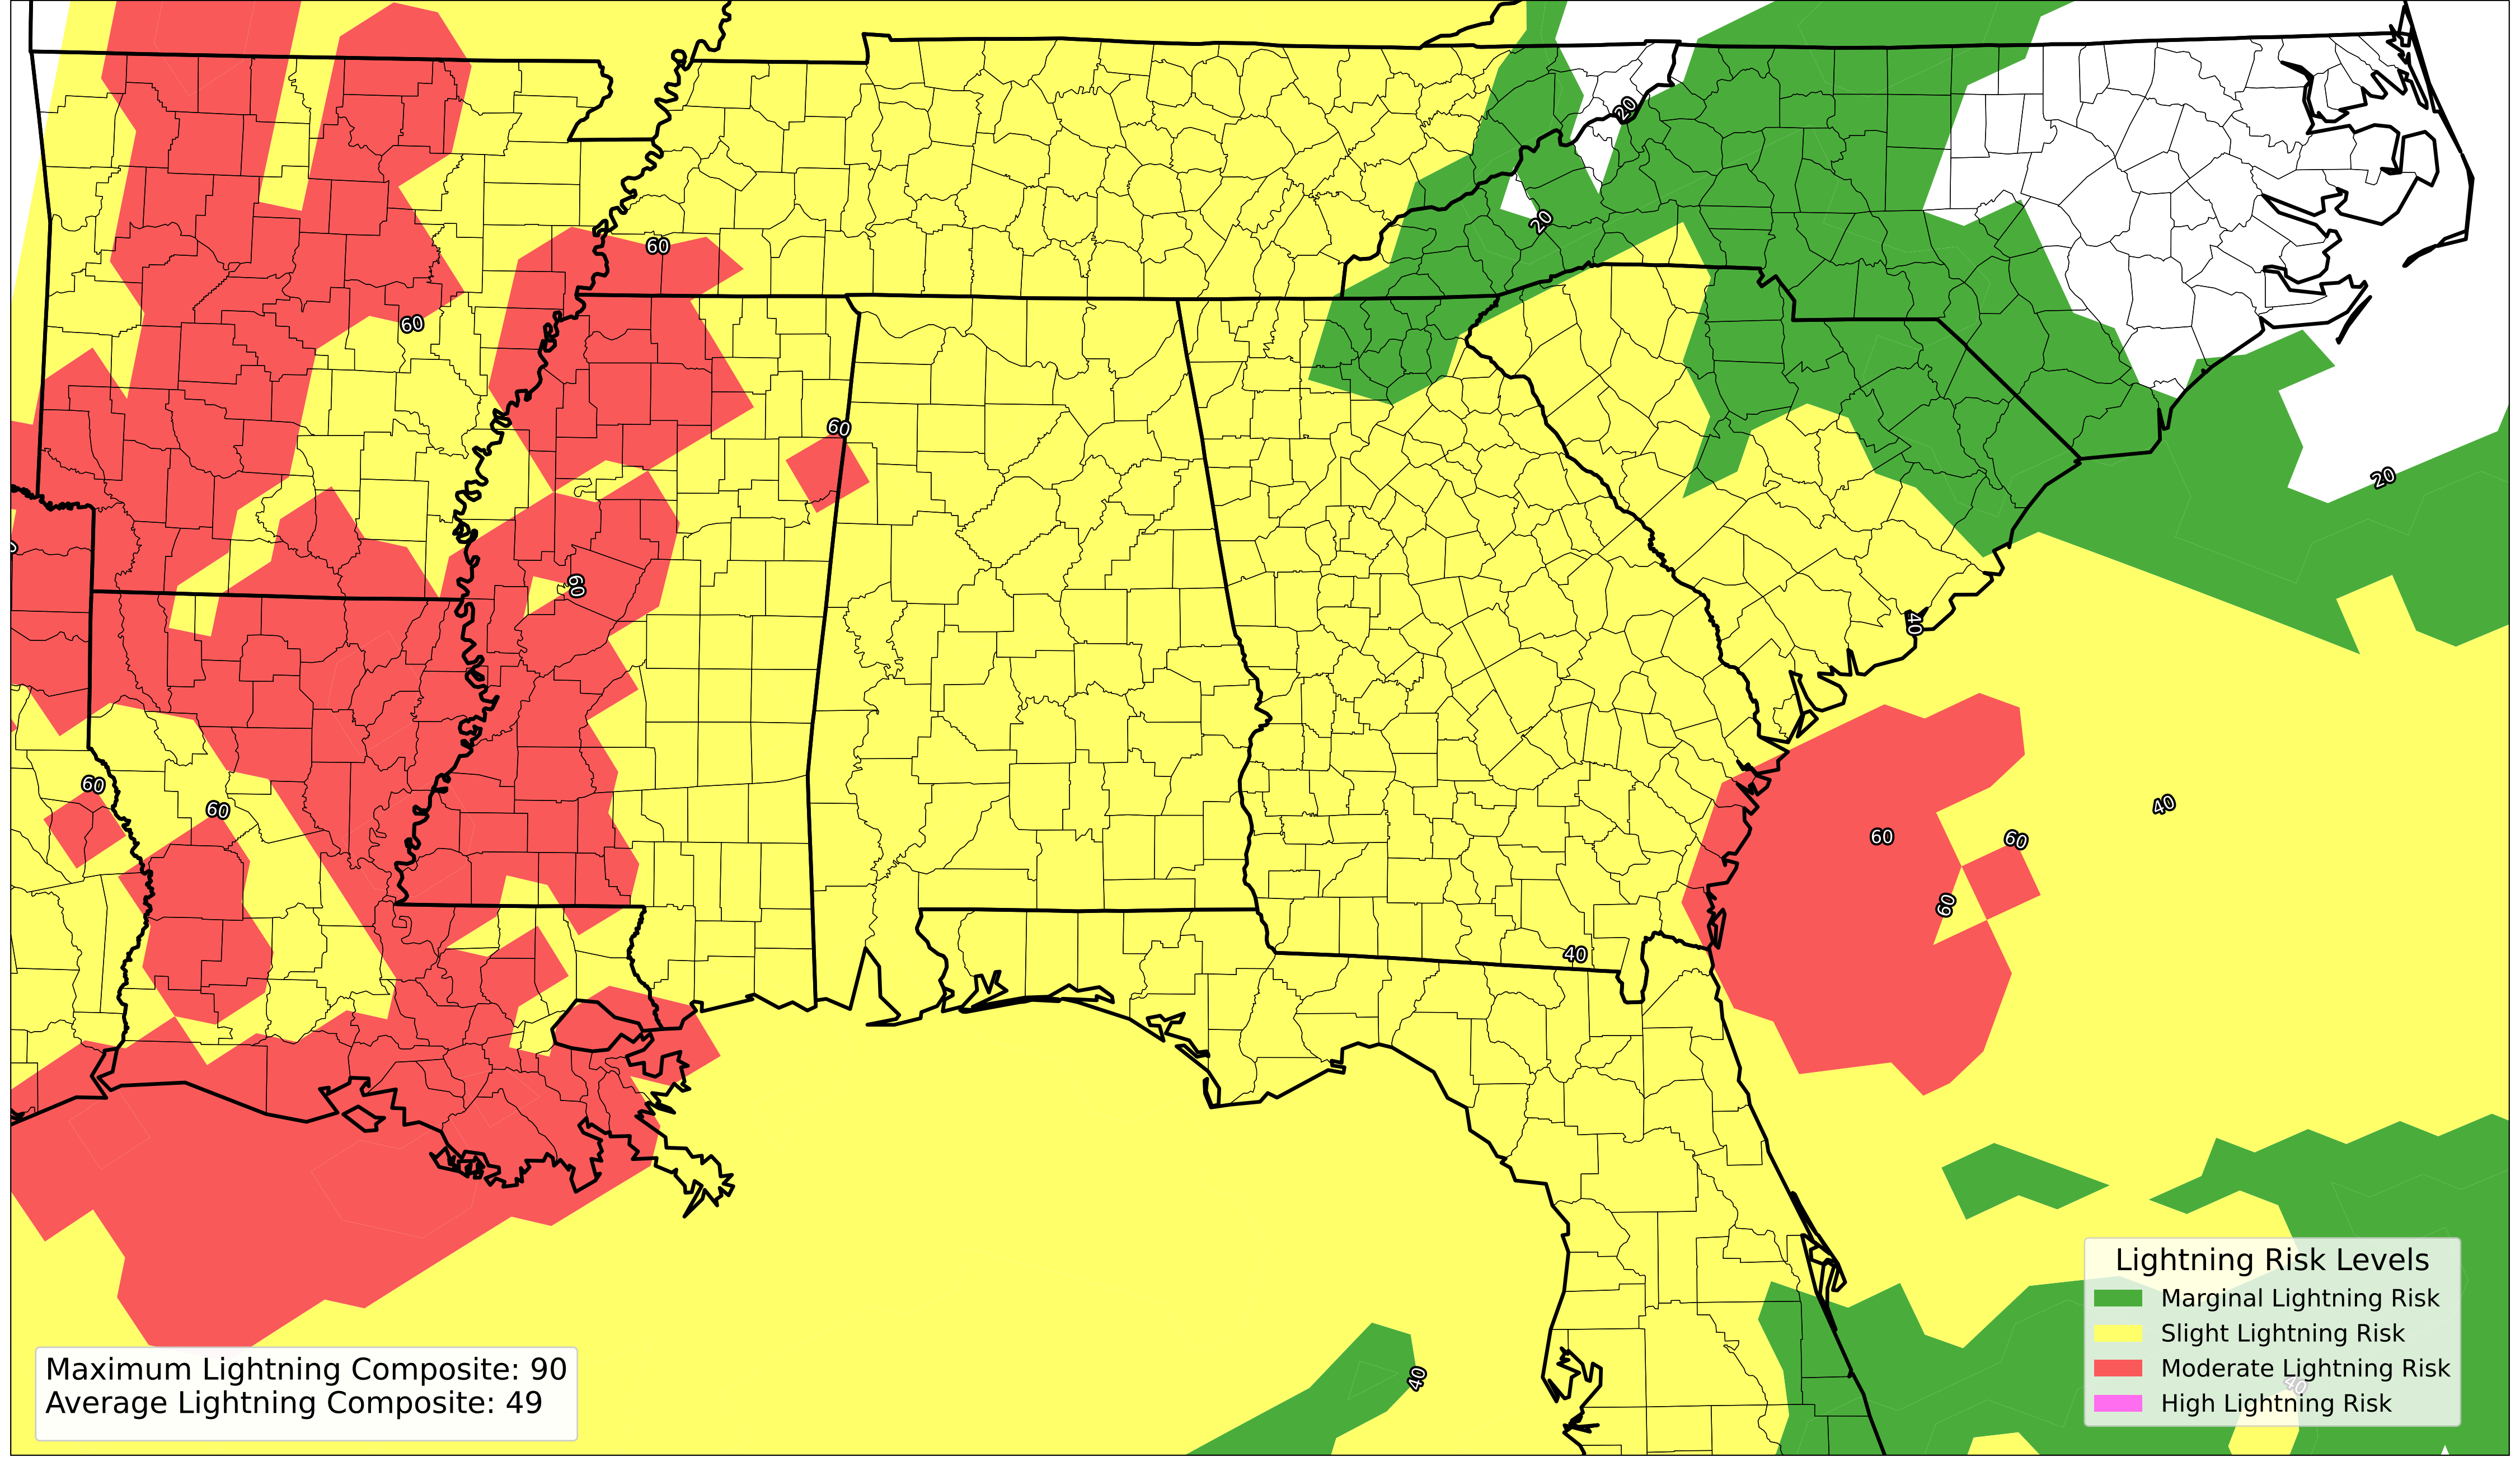 20
20
60
60
60
20
60
40
60
60
40
60
60
60
40
Lightning Risk Levels
Marginal Lightning Risk
Slight Lightning Risk
Moderate Lightning Risk
High Lightning Risk
40
40
Maximum Lightning Composite: 90
Average Lightning Composite: 49